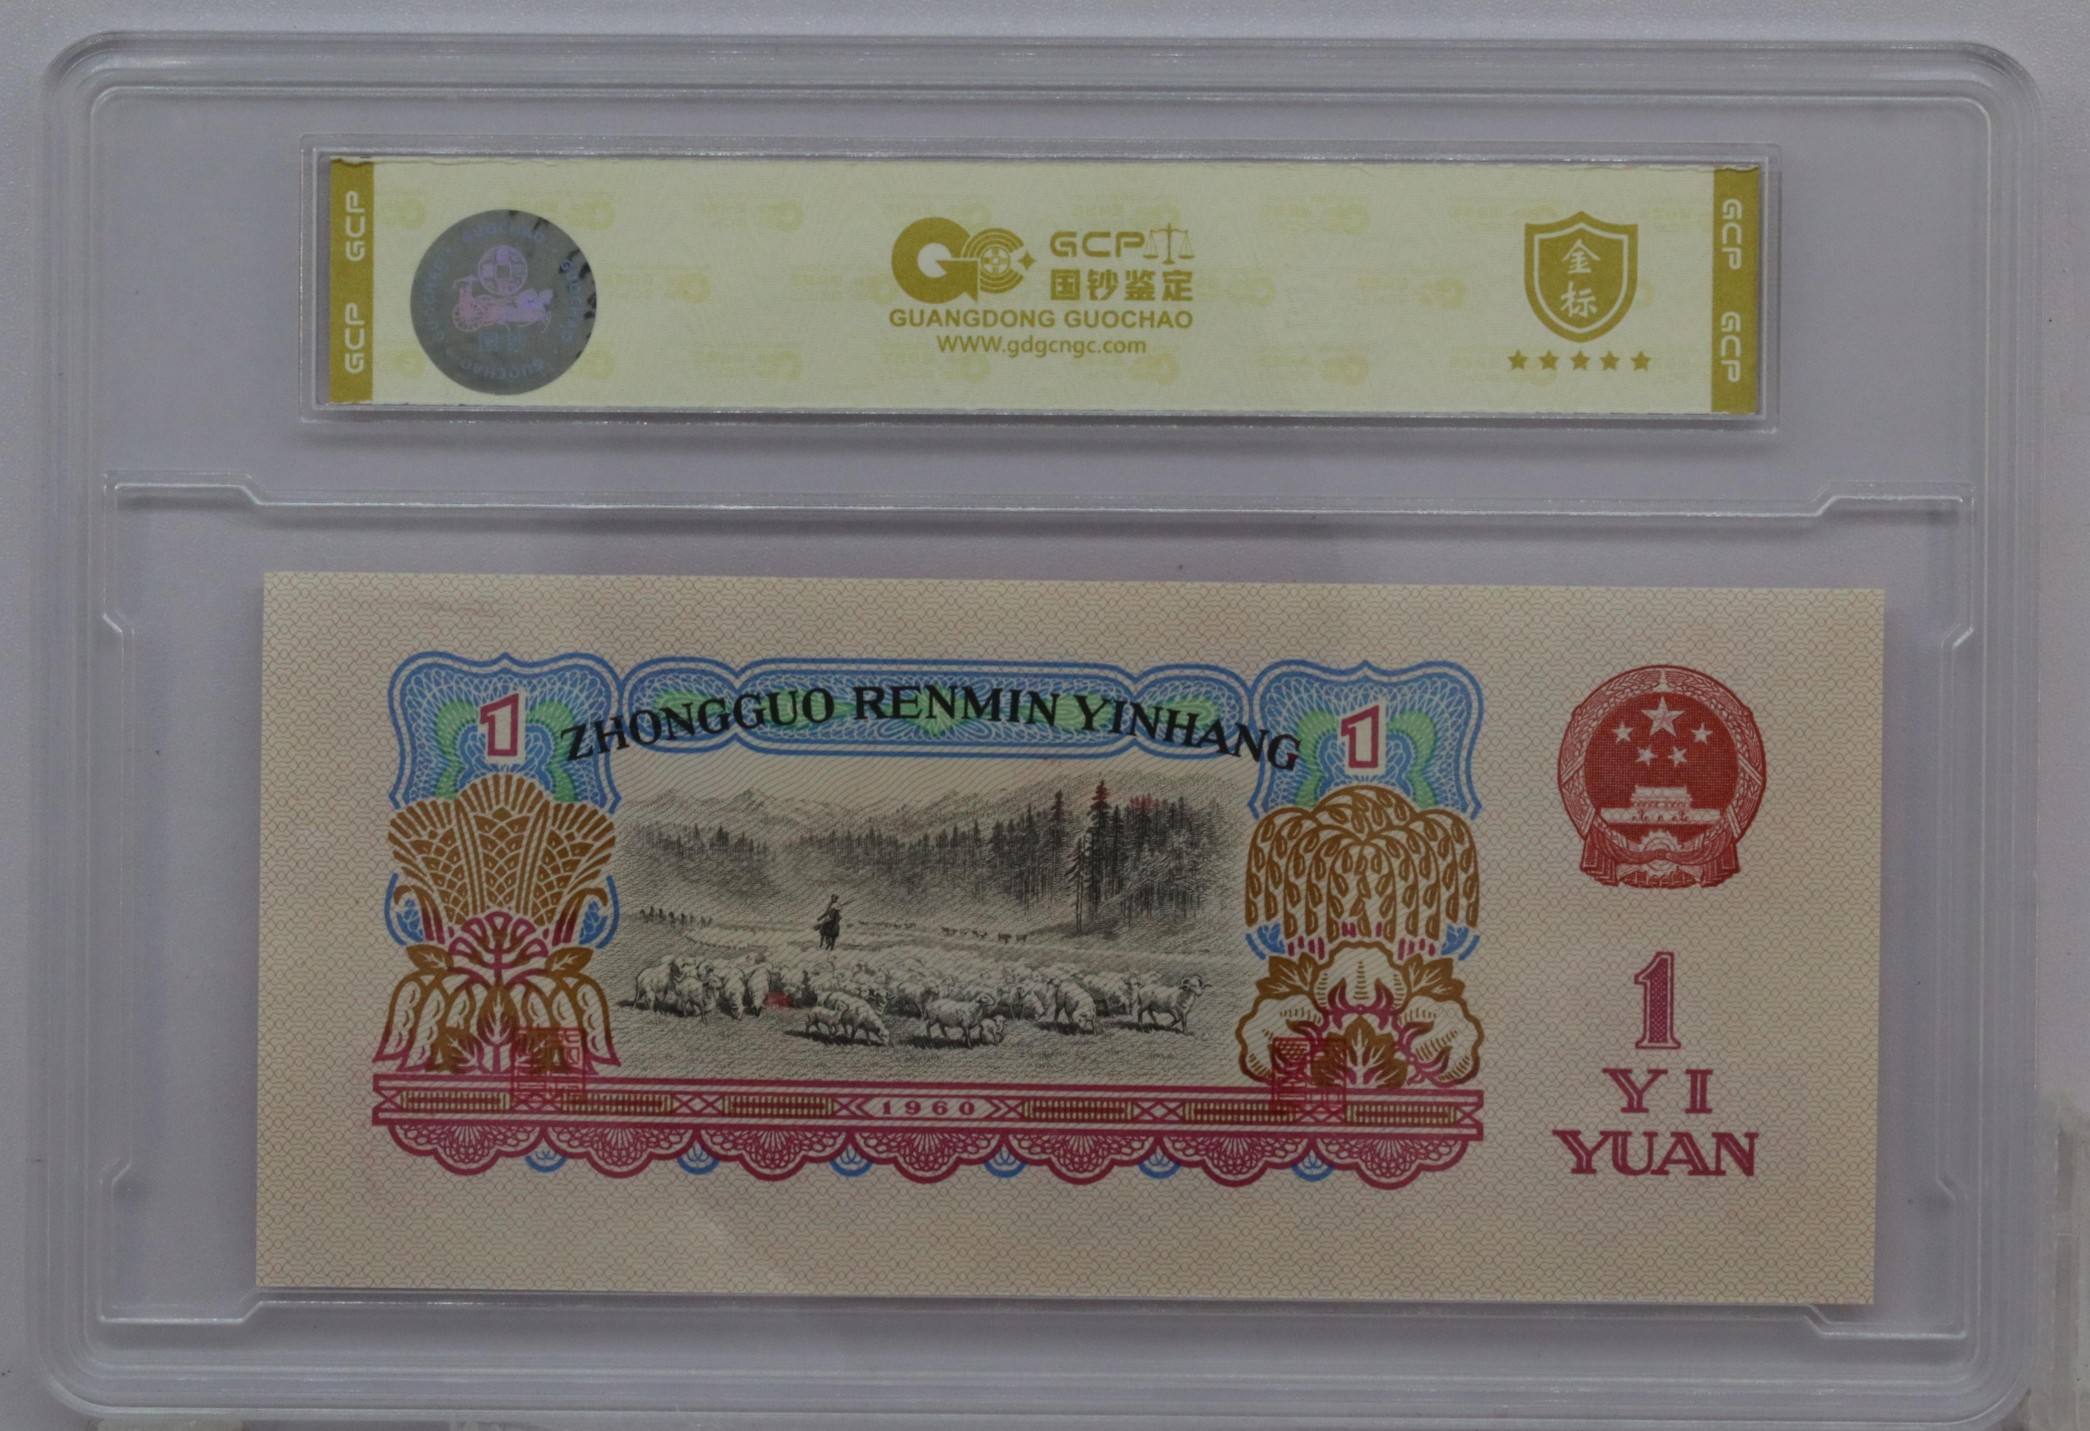 GCP GCP
GCP
国钞鉴定
GUANGDONG GUOCHAO
WWW.gdgcngc.com
金
标
GCP GCP
GUOCHAO
1
ZHONGGUO RENMIN YINHANG
1
1960
1
YI
YUAN